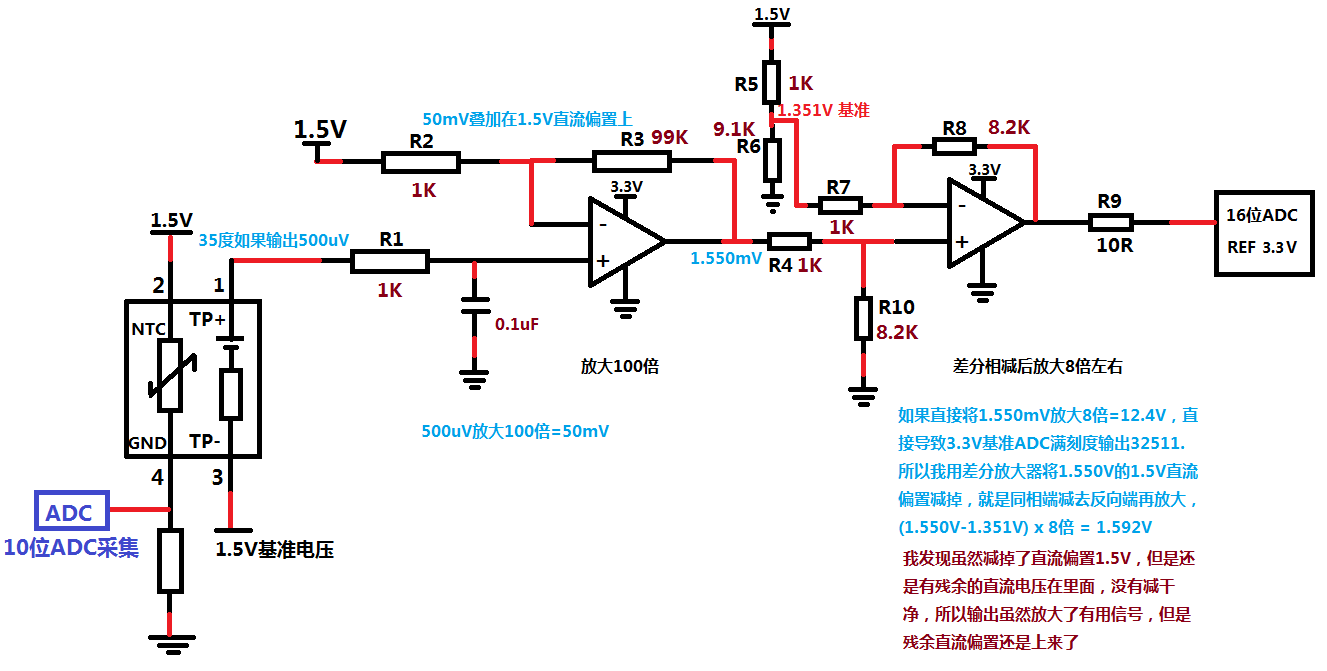 1.5V
R5
1K
1.351V 基准
9.1K
R6
50mV叠加在1.5V直流偏置上
1.5V
R2
1K
R3
99K
3.3V
-
+
R8
8.2K
3.3V
-
+
R7
1K
R9
10R
16位ADC
REF 3.3V
1.5V
35度如果输出500uV
R1
1K
1.550mV
R4
1K
2
1
NTC
TP+
0.1uF
R10
8.2K
放大100倍
差分相减后放大8倍左右
GND
TP-
500uV放大100倍=50mV
4
3
ADC
10位ADC采集
1.5V基准电压
如果直接将1.550mV放大8倍=12.4V，直
接导致3.3V基准ADC满刻度输出32511.
所以我用差分放大器将1.550V的1.5V直流
偏置减掉，就是同相端减去反向端再放大，
(1.550V-1.351V) x 8倍 = 1.592V
我发现虽然减掉了直流偏置1.5V，但是还
是有残余的直流电压在里面，没有减干
净，所以输出虽然放大了有用信号，但是
残余直流偏置还是上来了